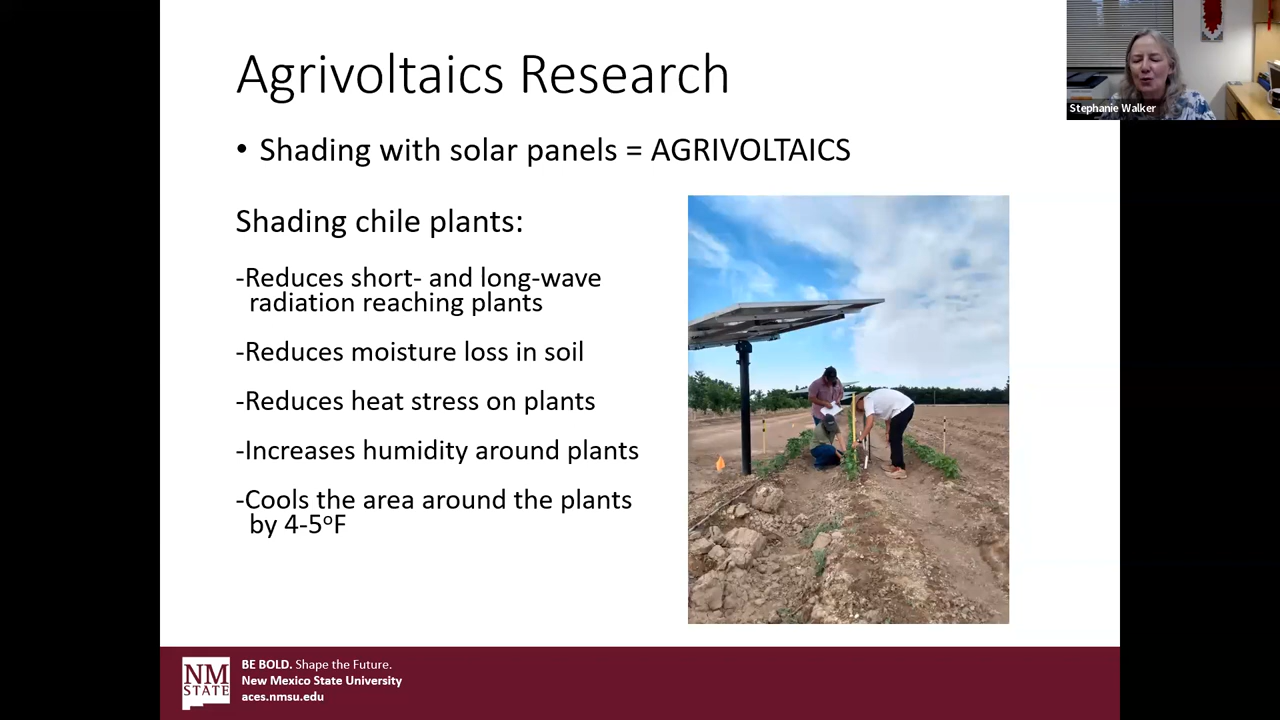 Agrivoltaics Research
• Shading with solar panels = AGRIVOLTAICS
Shading chile plants:
-Reduces short- and long-wave
radiation reaching plants
-Reduces moisture loss in soil
-Reduces heat stress on plants
-Increases humidity around plants
-Cools the area around the plants
by 4-5°F
Stephanie Walker
NM
STATE
BE BOLD. Shape the Future.
New Mexico State University
aces.nmsu.edu